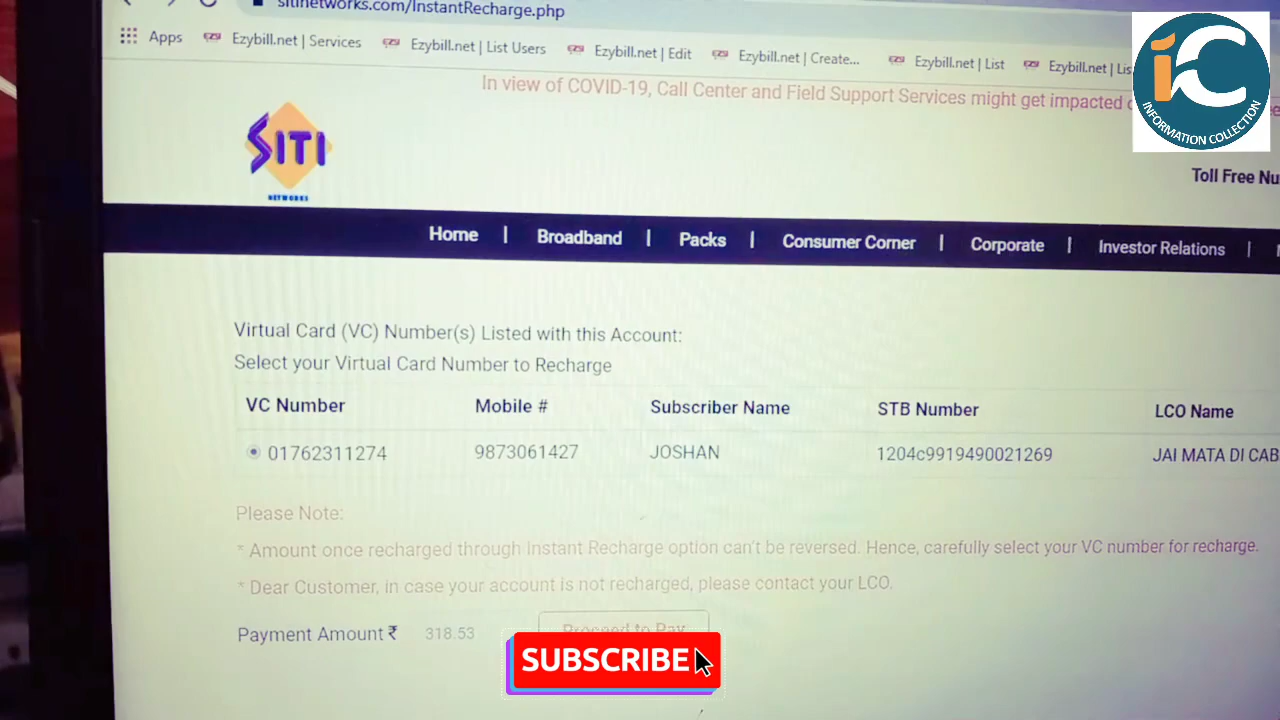 sitinetworks.com/InstantRecharge.php
Apps Ezybill.net | Services Ezybill.net | List Users Ezybill.net | Edit Ezybill.net | Create... Ezybill.net | List Ezybill.net | Lis
iC
INFORMATION COLLECTION
In view of COVID-19, Call Center and Field Support Services might get impacted
SITI
NETWORKS
Toll Free Nu
Home | Broadband | Packs | Consumer Corner | Corporate | Investor Relations |
Virtual Card (VC) Number(s) Listed with this Account:
Select your Virtual Card Number to Recharge
VC Number Mobile # Subscriber Name STB Number LCO Name
01762311274 9873061427 JOSHAN 1204c9919490021269 JAI MATA DI CAB
Please Note:
* Amount once recharged through Instant Recharge option can't be reversed. Hence, carefully select your VC number for recharge.
* Dear Customer, in case your account is not recharged, please contact your LCO.
Payment Amount ₹ 318.53 Proceed to Pay
SUBSCRIBE